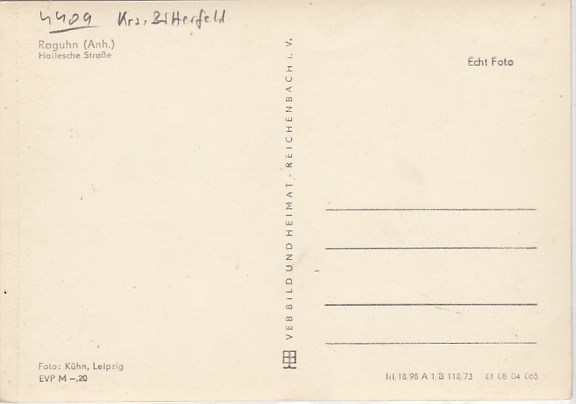 4409 Krs. Bitterfeld
Raguhn (Anh.)
Hallesche Straße
Echt Foto
VEB BILD UND HEIMAT · REICHENBACH i. V.
Foto: Kühn, Leipzig
EVP M –,20
III/18/98 A 1/B 118/73 01 08 04 065